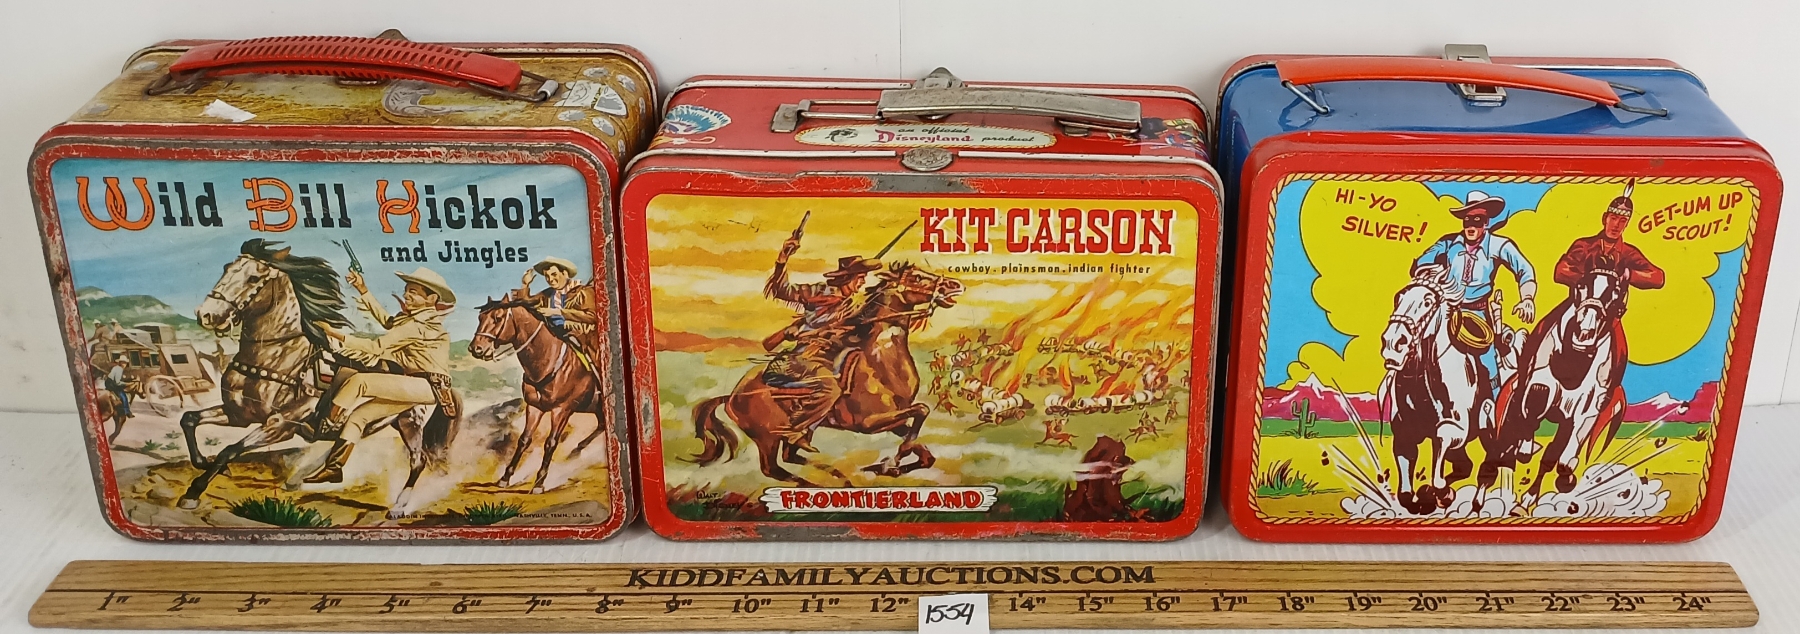 Wild Bill Hickok
and Jingles
an official
Disneyland product
KIT CARSON
cowboy . plainsman . indian fighter
Walt
Disney's
FRONTIERLAND
HI-YO
SILVER!
GET-UM UP
SCOUT!
KIDDFAMILYAUCTIONS.COM
1" 2" 3" 4" 5" 6" 7" 8" 9" 10" 11" 12" 14" 15" 16" 17" 18" 19" 20" 21" 22" 23" 24"
1554